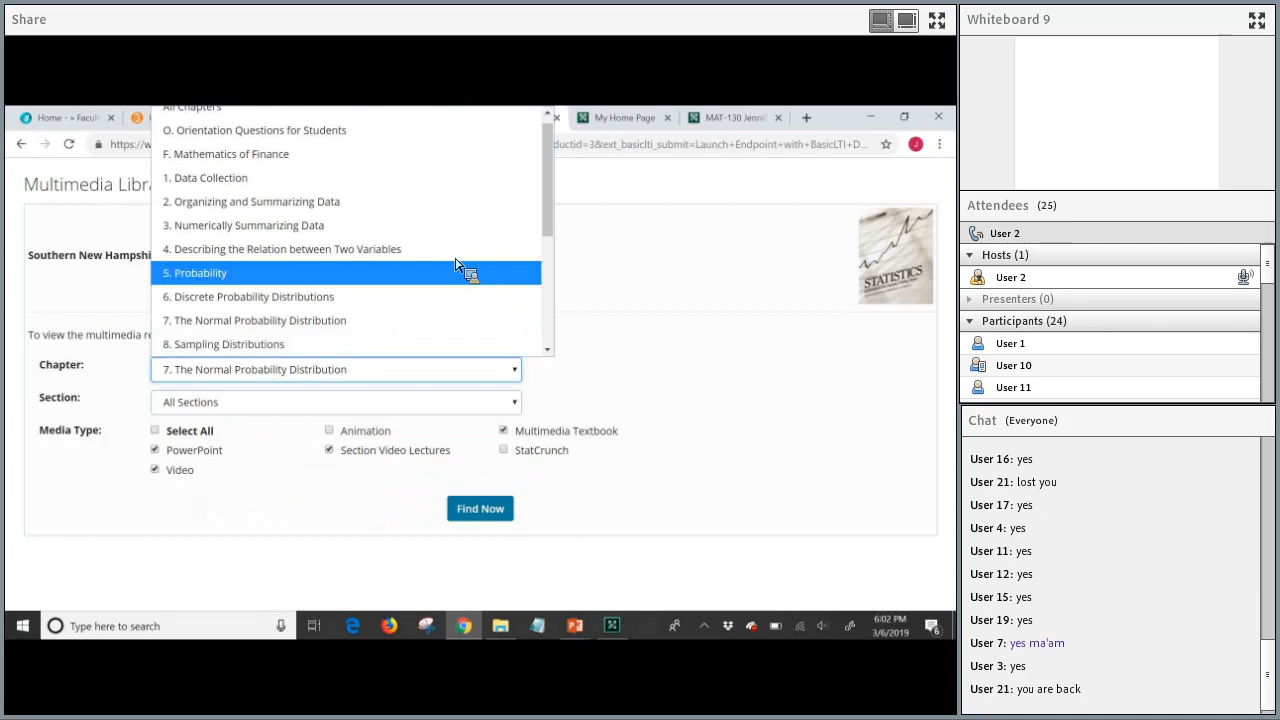 Share
Whiteboard 9
Home - » Facult
My Home Page
MAT-130 Jennif
https://w
ductid=3&ext_basiclti_submit=Launch+Endpoint+with+BasicLTI+D...
J
All Chapters
O. Orientation Questions for Students
F. Mathematics of Finance
1. Data Collection
2. Organizing and Summarizing Data
3. Numerically Summarizing Data
4. Describing the Relation between Two Variables
5. Probability
6. Discrete Probability Distributions
7. The Normal Probability Distribution
8. Sampling Distributions
Multimedia Libra
Southern New Hampshi
STATISTICS
To view the multimedia re
Chapter:
7. The Normal Probability Distribution
Section:
All Sections
Media Type:
Select All
Animation
Multimedia Textbook
PowerPoint
Section Video Lectures
StatCrunch
Video
Find Now
Type here to search
6:02 PM
3/6/2019
6
Attendees (25)
User 2
Hosts (1)
User 2
Presenters (0)
Participants (24)
User 1
User 10
User 11
Chat (Everyone)
User 16: yes
User 21: lost you
User 17: yes
User 4: yes
User 11: yes
User 12: yes
User 15: yes
User 19: yes
User 7: yes ma'am
User 3: yes
User 21: you are back